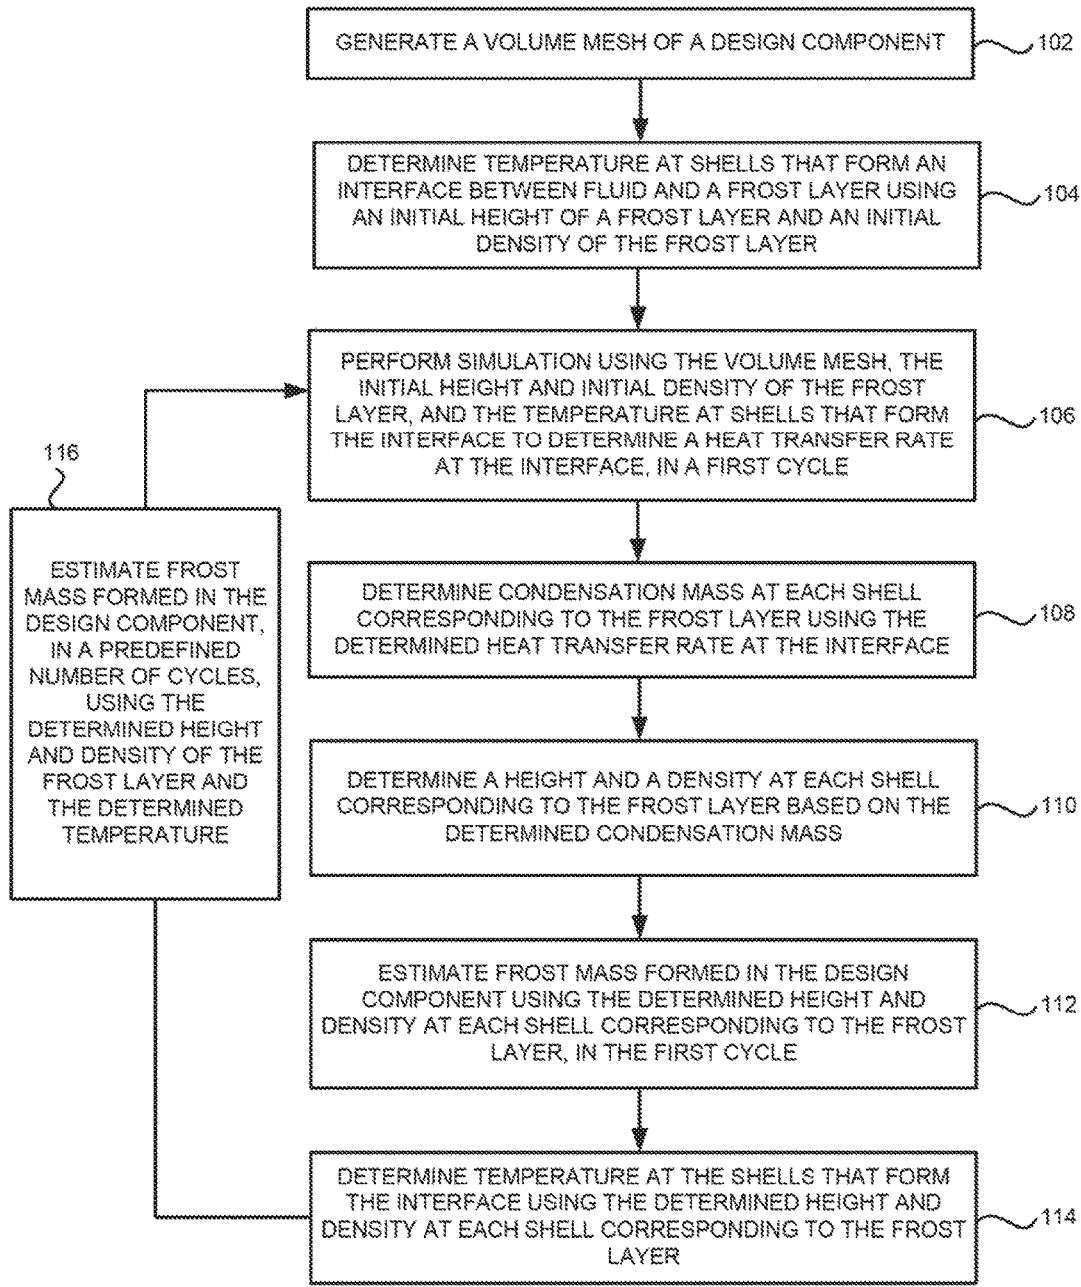 GENERATE A VOLUME MESH OF A DESIGN COMPONENT
102
DETERMINE TEMPERATURE AT SHELLS THAT FORM AN
INTERFACE BETWEEN FLUID AND A FROST LAYER USING
AN INITIAL HEIGHT OF A FROST LAYER AND AN INITIAL
DENSITY OF THE FROST LAYER
104
PERFORM SIMULATION USING THE VOLUME MESH, THE
INITIAL HEIGHT AND INITIAL DENSITY OF THE FROST
LAYER, AND THE TEMPERATURE AT SHELLS THAT FORM
THE INTERFACE TO DETERMINE A HEAT TRANSFER RATE
AT THE INTERFACE, IN A FIRST CYCLE
106
DETERMINE CONDENSATION MASS AT EACH SHELL
CORRESPONDING TO THE FROST LAYER USING THE
DETERMINED HEAT TRANSFER RATE AT THE INTERFACE
108
DETERMINE A HEIGHT AND A DENSITY AT EACH SHELL
CORRESPONDING TO THE FROST LAYER BASED ON THE
DETERMINED CONDENSATION MASS
110
ESTIMATE FROST MASS FORMED IN THE DESIGN
COMPONENT USING THE DETERMINED HEIGHT AND
DENSITY AT EACH SHELL CORRESPONDING TO THE FROST
LAYER, IN THE FIRST CYCLE
112
DETERMINE TEMPERATURE AT THE SHELLS THAT FORM
THE INTERFACE USING THE DETERMINED HEIGHT AND
DENSITY AT EACH SHELL CORRESPONDING TO THE FROST
LAYER
114
116
ESTIMATE FROST
MASS FORMED IN THE
DESIGN COMPONENT,
IN A PREDEFINED
NUMBER OF CYCLES,
USING THE
DETERMINED HEIGHT
AND DENSITY OF THE
FROST LAYER AND
THE DETERMINED
TEMPERATURE